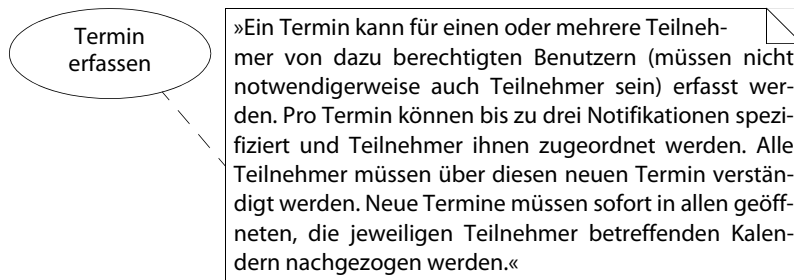 Termin
erfassen
»Ein Termin kann für einen oder mehrere Teilneh-
mer von dazu berechtigten Benutzern (müssen nicht
notwendigerweise auch Teilnehmer sein) erfasst wer-
den. Pro Termin können bis zu drei Notifikationen spezi-
fiziert und Teilnehmer ihnen zugeordnet werden. Alle
Teilnehmer müssen über diesen neuen Termin verstän-
digt werden. Neue Termine müssen sofort in allen geöff-
neten, die jeweiligen Teilnehmer betreffenden Kalen-
dern nachgezogen werden.«